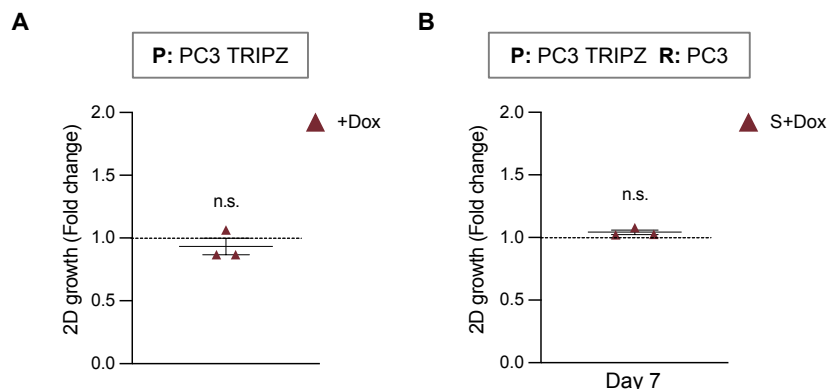 A
P: PC3 TRIPZ
2D growth (Fold change)
2.0
1.5
1.0
0.5
0.0
+Dox
n.s.
B
P: PC3 TRIPZ R: PC3
2D growth (Fold change)
2.0
1.5
1.0
0.5
0.0
S+Dox
n.s.
Day 7